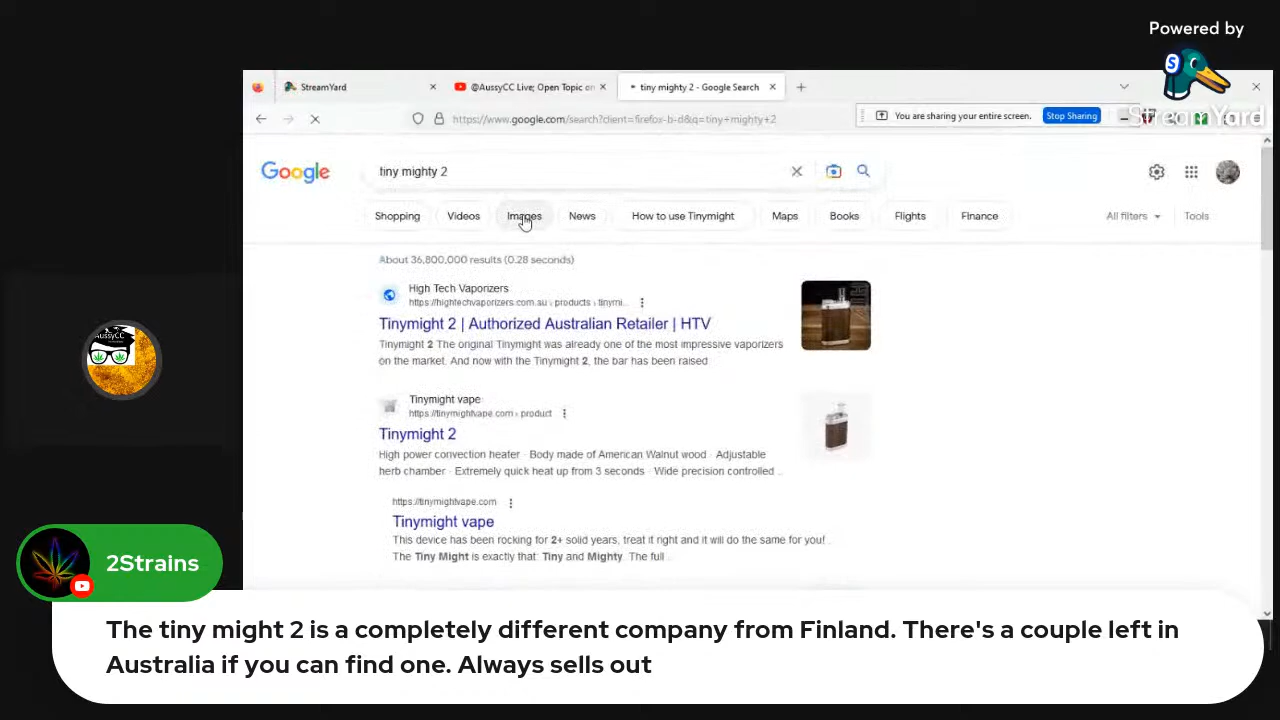 Powered by
StreamYard
StreamYard
@AussyCC Live; Open Topic on
tiny mighty 2 - Google Search
https://www.google.com/search?client=firefox-b-d&q=tiny+mighty+2
You are sharing your entire screen.
Stop Sharing
Google
tiny mighty 2
Shopping
Videos
Images
News
How to use Tinymight
Maps
Books
Flights
Finance
All filters
Tools
About 36,800,000 results (0.28 seconds)
High Tech Vaporizers
https://hightechvaporizers.com.au › products › tinymi...
Tinymight 2 | Authorized Australian Retailer | HTV
Tinymight 2 The original Tinymight was already one of the most impressive vaporizers
on the market. And now with the Tinymight 2, the bar has been raised
Tinymight vape
https://tinymightvape.com › product
Tinymight 2
High power convection heater · Body made of American Walnut wood · Adjustable
herb chamber · Extremely quick heat up from 3 seconds · Wide precision controlled ...
https://tinymightvape.com
Tinymight vape
This device has been rocking for 2+ solid years, treat it right and it will do the same for you!
The Tiny Might is exactly that: Tiny and Mighty. The full ...
AussyCC
2Strains
The tiny might 2 is a completely different company from Finland. There's a couple left in
Australia if you can find one. Always sells out